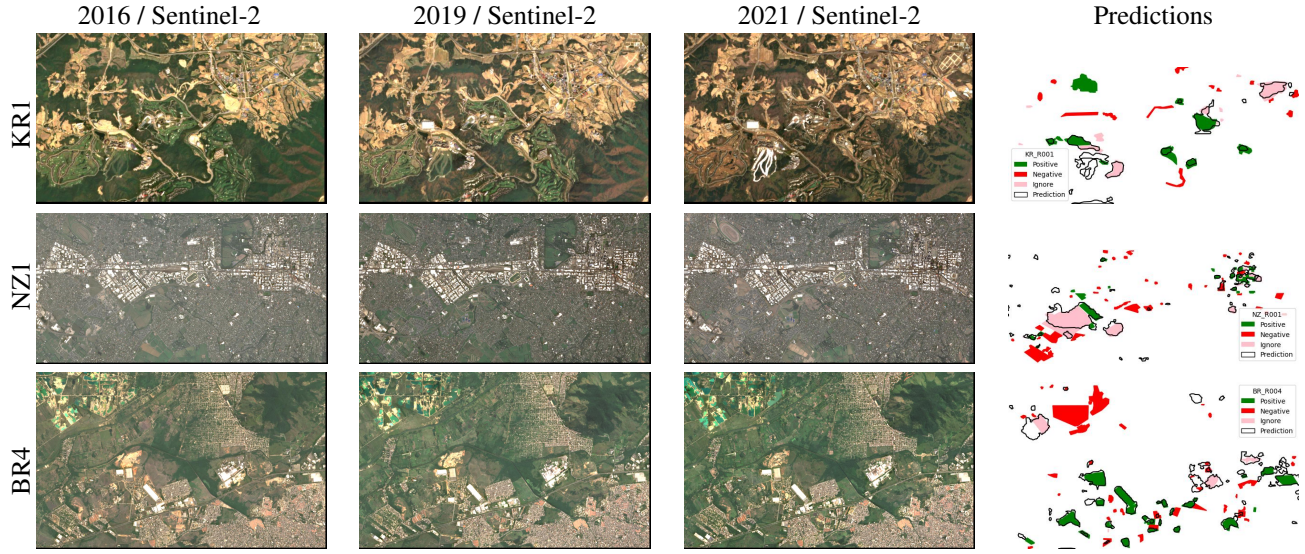 2016 / Sentinel-2
2019 / Sentinel-2
2021 / Sentinel-2
Predictions
KR1
KR_R001
Positive
Negative
Ignore
Prediction
NZ1
NZ_R001
Positive
Negative
Ignore
Prediction
BR4
BR_R004
Positive
Negative
Ignore
Prediction